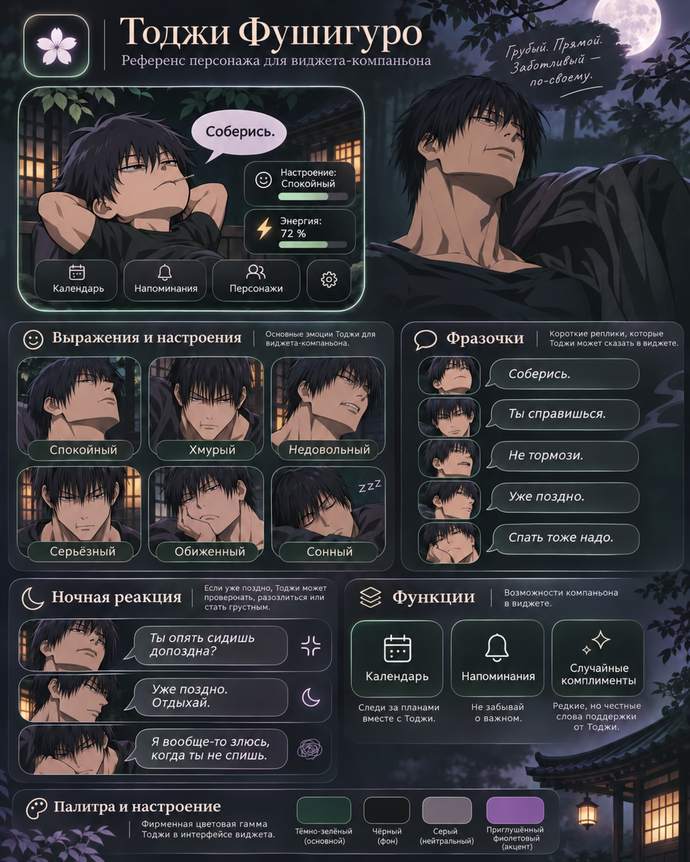 Тоджи Фушигуро
Референс персонажа для виджета-компаньона
Грубый. Прямой.
Заботливый —
по-своему.
Соберись.
Настроение:
Спокойный
Энергия:
72 %
Календарь
Напоминания
Персонажи
Выражения и настроения
Основные эмоции Тоджи для
виджета-компаньона.
Спокойный
Хмурый
Недовольный
Серьёзный
Обиженный
zzz
Сонный
Фразочки
Короткие реплики, которые
Тоджи может сказать в виджете.
Соберись.
Ты справишься.
Не тормози.
Уже поздно.
Спать тоже надо.
Ночная реакция
Если уже поздно, Тоджи может
проверонать, разозлиться или
стать грустным.
Ты опять сидишь
допоздна?
Уже поздно.
Отдыхай.
Я вообще-то злюсь,
когда ты не спишь.
Функции
Возможности компаньона
в виджете.
Календарь
Следи за планами
вместе с Тоджи.
Напоминания
Не забывай
о важном.
Случайные
комплименты
Редкие, но честные
слова поддержки
от Тоджи.
Палитра и настроение
Фирменная цветовая гамма
Тоджи в интерфейсе виджета.
Тёмно-зелёный
(основной)
Чёрный
(фон)
Серый
(нейтральный)
Приглушённый
фиолетовый
(акцент)